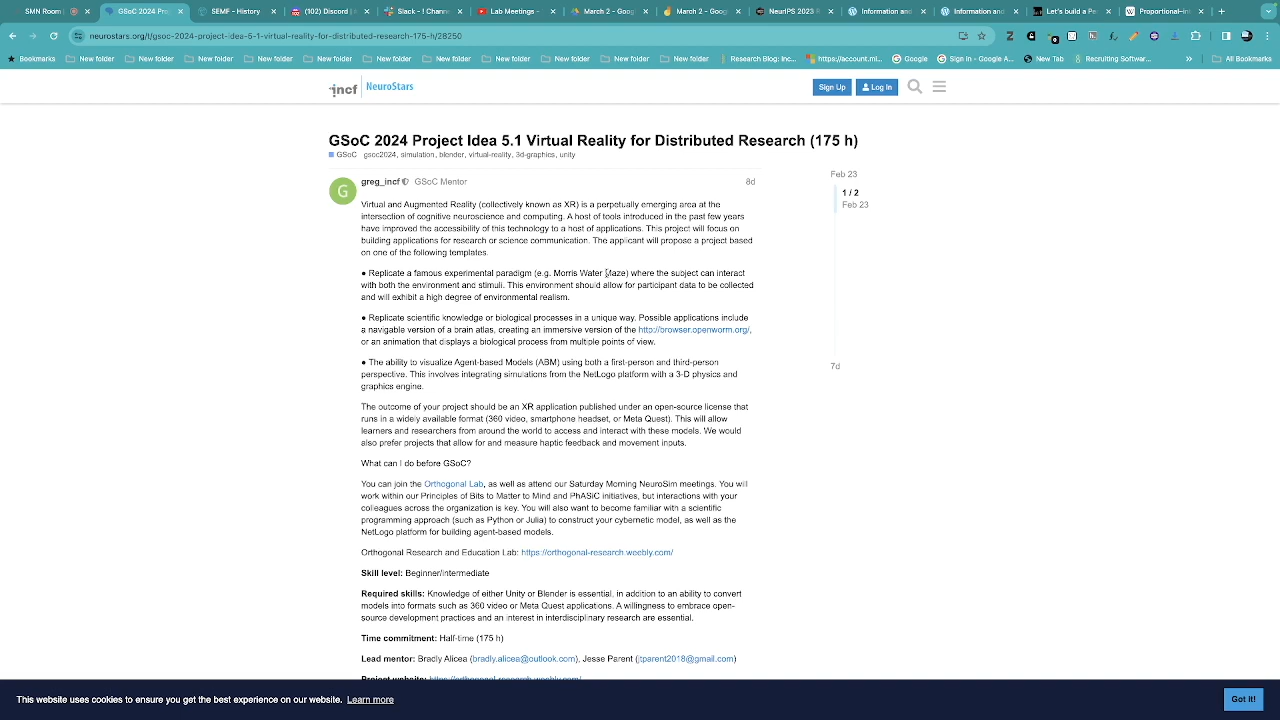 SMN Room
GSoC 2024 Pro
SEMF - History
(102) Discord |
GSoC Ideas
Lab Meetings -
March 2 - Goog
March 2 - Goog
NeurIPS 2023
Information and
Information and
Let's build a
Proportional–int
neurostars.org/t/gsoc-2024-project-idea-5-1-virtual-reality-for-distributed-research-175-h/28250
Bookmarks New folder New folder New folder New folder New folder New folder New folder New folder New folder New folder New folder Research Blog: Inc... https://account.mi... Google Sign in - Google A... New Tab Recruiting Softwar... » All Bookmarks
incf NeuroStars
Sign Up Log In
GSoC 2024 Project Idea 5.1 Virtual Reality for Distributed Research (175 h)
GSoC gsoc2024, simulation, blender, virtual-reality, 3d-graphics, unity
greg_incf GSoC Mentor 8d
Virtual and Augmented Reality (collectively known as XR) is a perpetually emerging area at the
intersection of cognitive neuroscience and computing. A host of tools introduced in the past few years
have improved the accessibility of this technology to a host of applications. This project will focus on
building applications for research or science communication. The applicant will propose a project based
on one of the following templates.
● Replicate a famous experimental paradigm (e.g. Morris Water Maze) where the subject can interact
with both the environment and stimuli. This environment should allow for participant data to be collected
and will exhibit a high degree of environmental realism.
● Replicate scientific knowledge or biological processes in a unique way. Possible applications include
a navigable version of a brain atlas, creating an immersive version of the http://browser.openworm.org/,
or an animation that displays a biological process from multiple points of view.
● The ability to visualize Agent-based Models (ABM) using both a first-person and third-person
perspective. This involves integrating simulations from the NetLogo platform with a 3-D physics and
graphics engine.
The outcome of your project should be an XR application published under an open-source license that
runs in a widely available format (360 video, smartphone headset, or Meta Quest). This will allow
learners and researchers from around the world to access and interact with these models. We would
also prefer projects that allow for and measure haptic feedback and movement inputs.
What can I do before GSoC?
You can join the Orthogonal Lab, as well as attend our Saturday Morning NeuroSim meetings. You will
work within our Principles of Bits to Matter to Mind and PhASiC initiatives, but interactions with your
colleagues across the organization is key. You will also want to become familiar with a scientific
programming approach (such as Python or Julia) to construct your cybernetic model, as well as the
NetLogo platform for building agent-based models.
Orthogonal Research and Education Lab: https://orthogonal-research.weebly.com/
Skill level: Beginner/intermediate
Required skills: Knowledge of either Unity or Blender is essential, in addition to an ability to convert
models into formats such as 360 video or Meta Quest applications. A willingness to embrace open-
source development practices and an interest in interdisciplinary research are essential.
Time commitment: Half-time (175 h)
Lead mentor: Bradly Alicea (bradly.alicea@outlook.com), Jesse Parent (jtparent2018@gmail.com)
Project website: https://orthogonal-research.weebly.com/
Feb 23
1 / 2
Feb 23
7d
This website uses cookies to ensure you get the best experience on our website. Learn more
Got it!